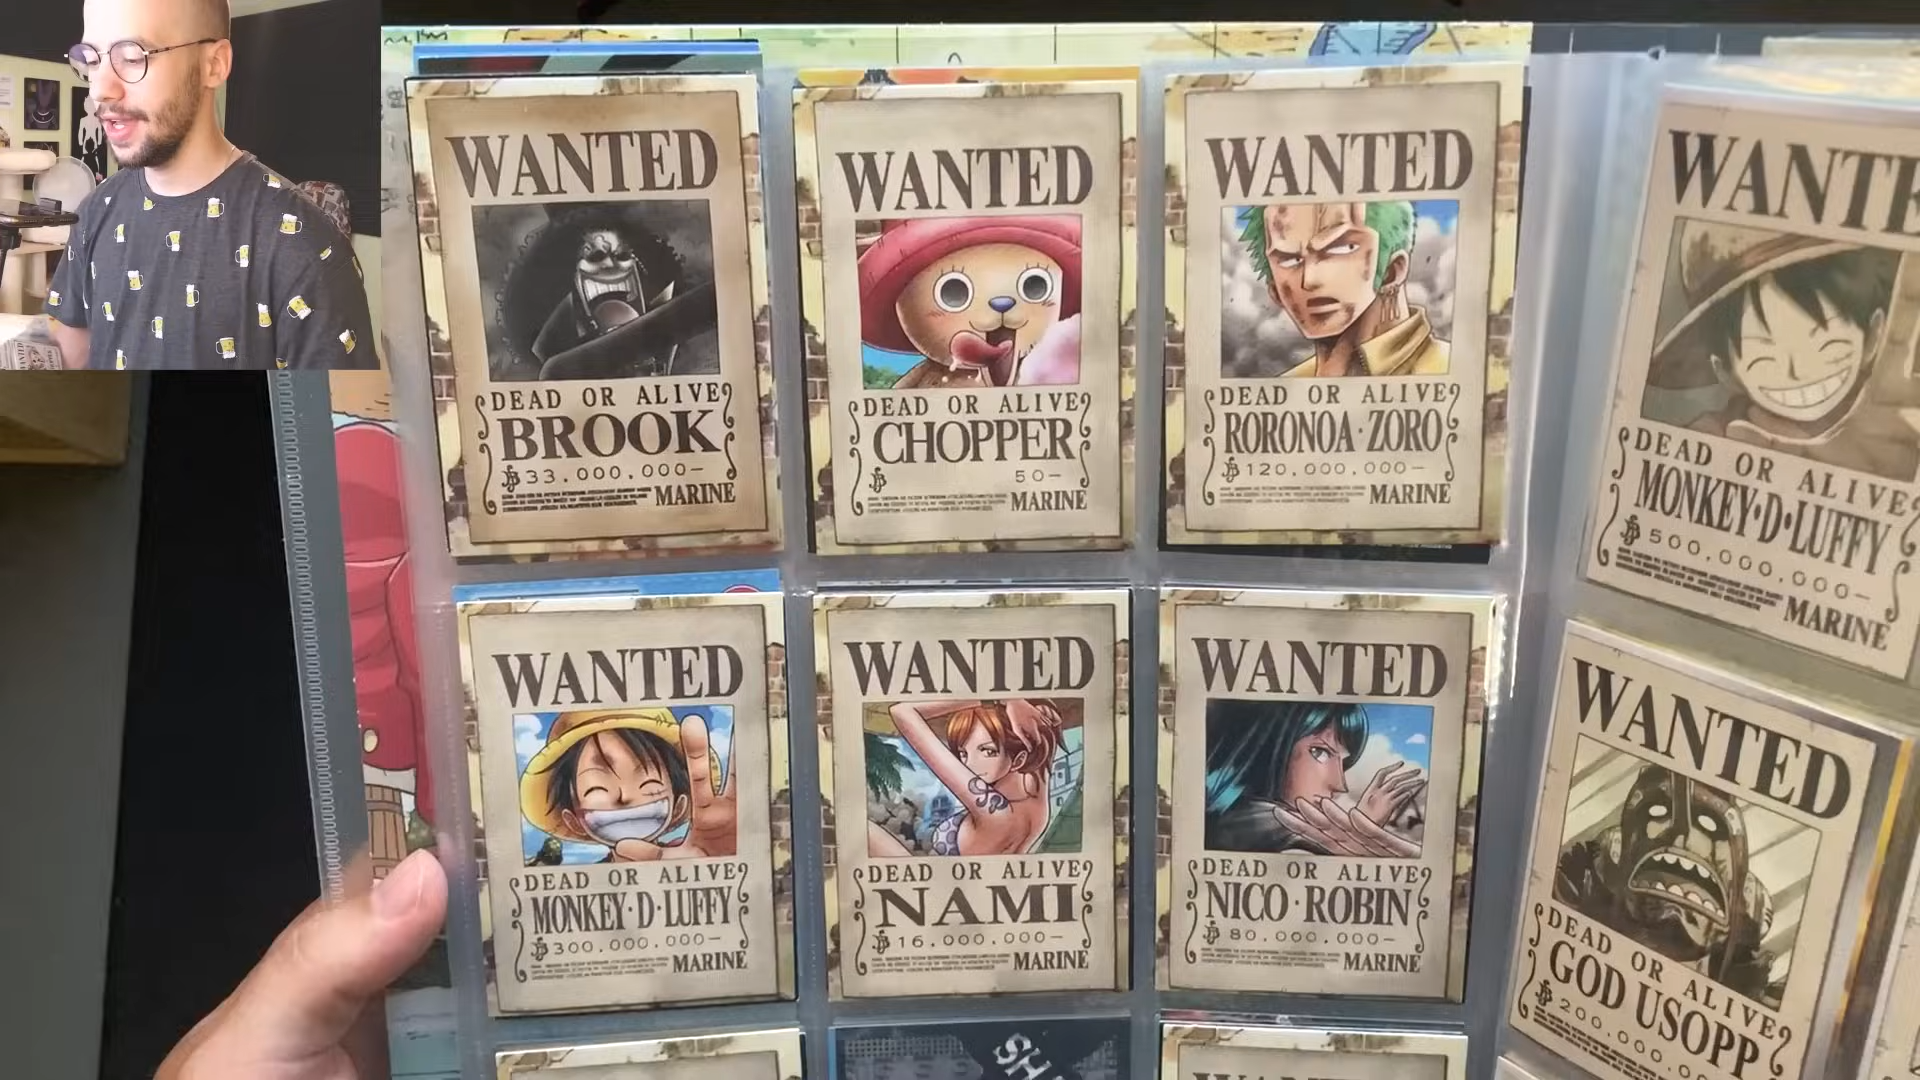 WANTED
DEAD OR ALIVE
BROOK
33.000.000-
MARINE
WANTED
DEAD OR ALIVE
CHOPPER
50-
MARINE
WANTED
DEAD OR ALIVE
RORONOA·ZORO
120.000.000-
MARINE
WANTE
DEAD OR ALIVE
MONKEY·D·LUFFY
500.000.000-
MARINE
WANTED
DEAD OR ALIVE
MONKEY·D·LUFFY
300.000.000-
MARINE
WANTED
DEAD OR ALIVE
NAMI
16.000.000-
MARINE
WANTED
DEAD OR ALIVE
NICO·ROBIN
80.000.000-
MARINE
WANTED
DEAD OR ALIVE
GOD USOPP
200.000.
SH